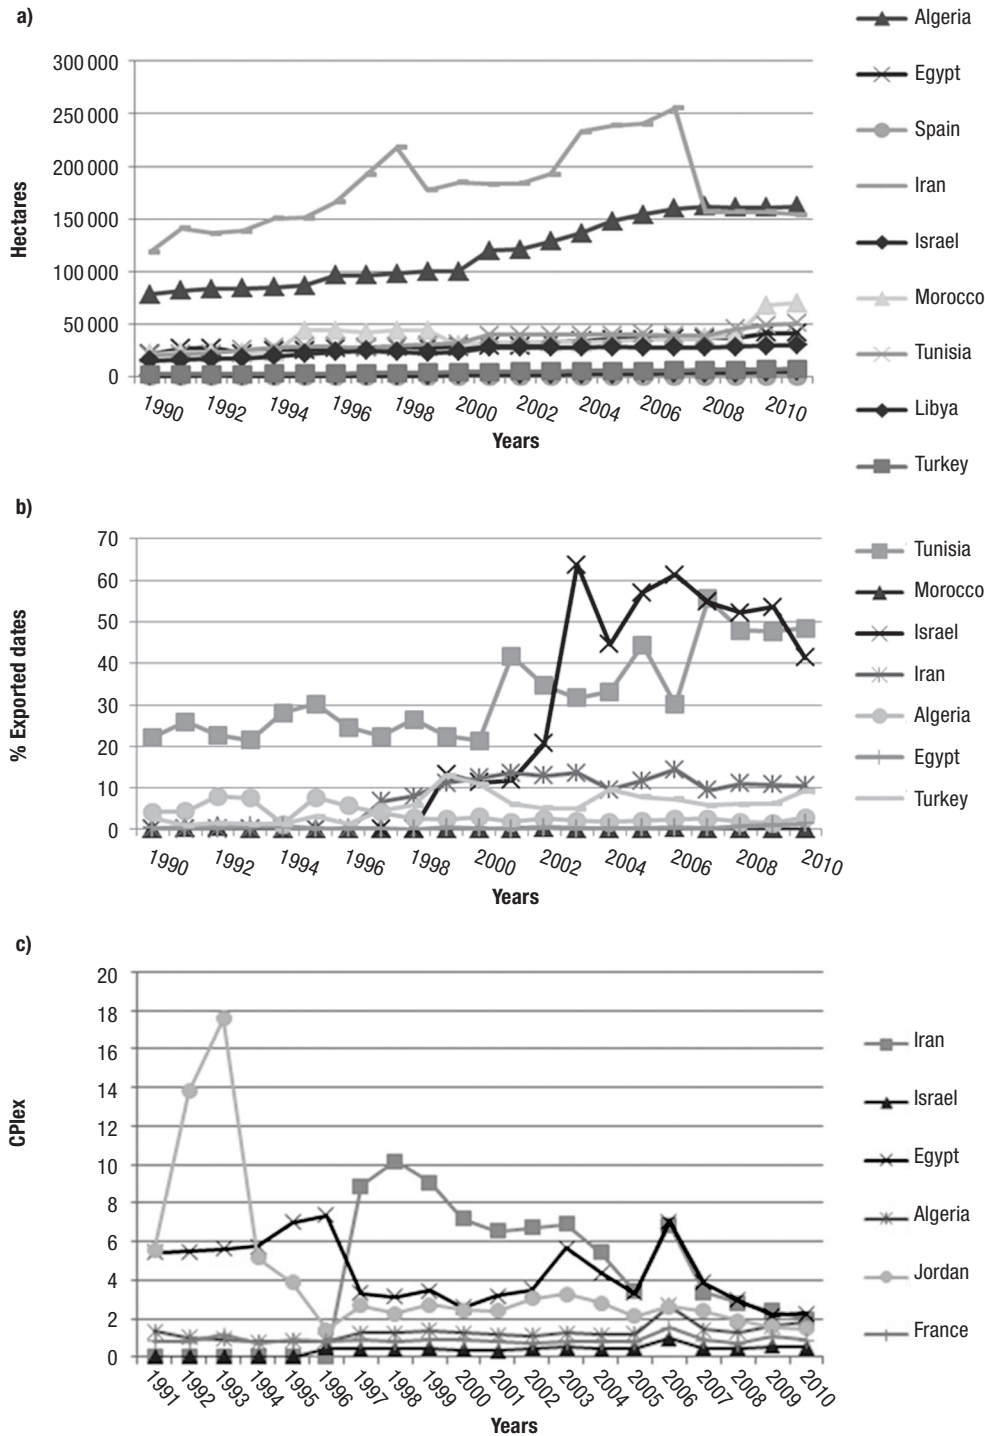 a)
Hectares
300 000
250 000
200 000
150 000
100 000
50 000
0
1990 1992 1994 1996 1998 2000 2002 2004 2006 2008 2010
Years
Algeria
Egypt
Spain
Iran
Israel
Morocco
Tunisia
Libya
Turkey
b)
% Exported dates
70
60
50
40
30
20
10
0
1990 1992 1994 1996 1998 2000 2002 2004 2006 2008 2010
Years
Tunisia
Morocco
Israel
Iran
Algeria
Egypt
Turkey
c)
CPIex
20
18
16
14
12
10
8
6
4
2
0
1991 1992 1993 1994 1995 1996 1997 1998 1999 2000 2001 2002 2003 2004 2005 2006 2007 2008 2009 2010
Years
Iran
Israel
Egypt
Algeria
Jordan
France